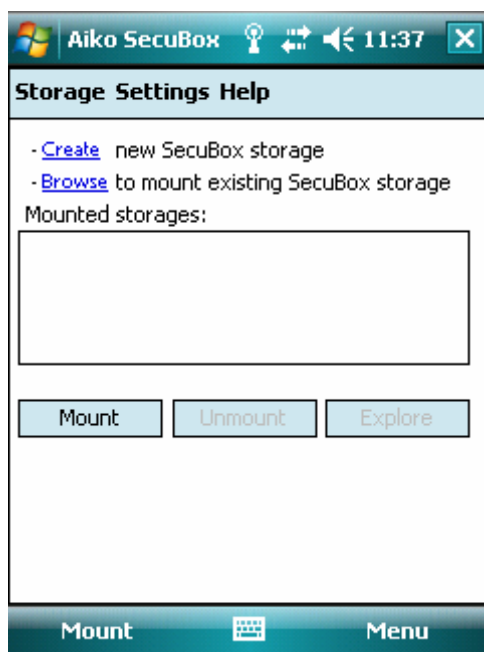 Aiko SecuBox 11:37
Storage Settings Help
- Create new SecuBox storage
- Browse to mount existing SecuBox storage
Mounted storages:
Mount Unmount Explore
Mount Menu